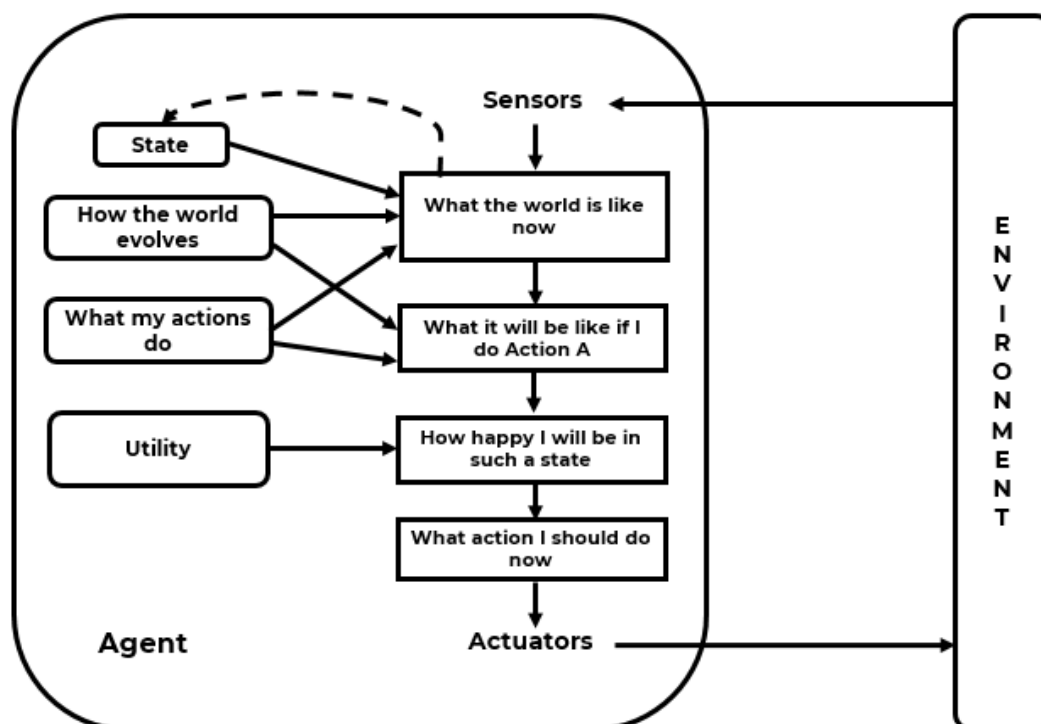 Sensors
State
What the world is like
now
How the world
evolves
What my actions
do
What it will be like if I
do Action A
Utility
How happy I will be in
such a state
What action I should do
now
Agent
Actuators
ENVIRONMENT